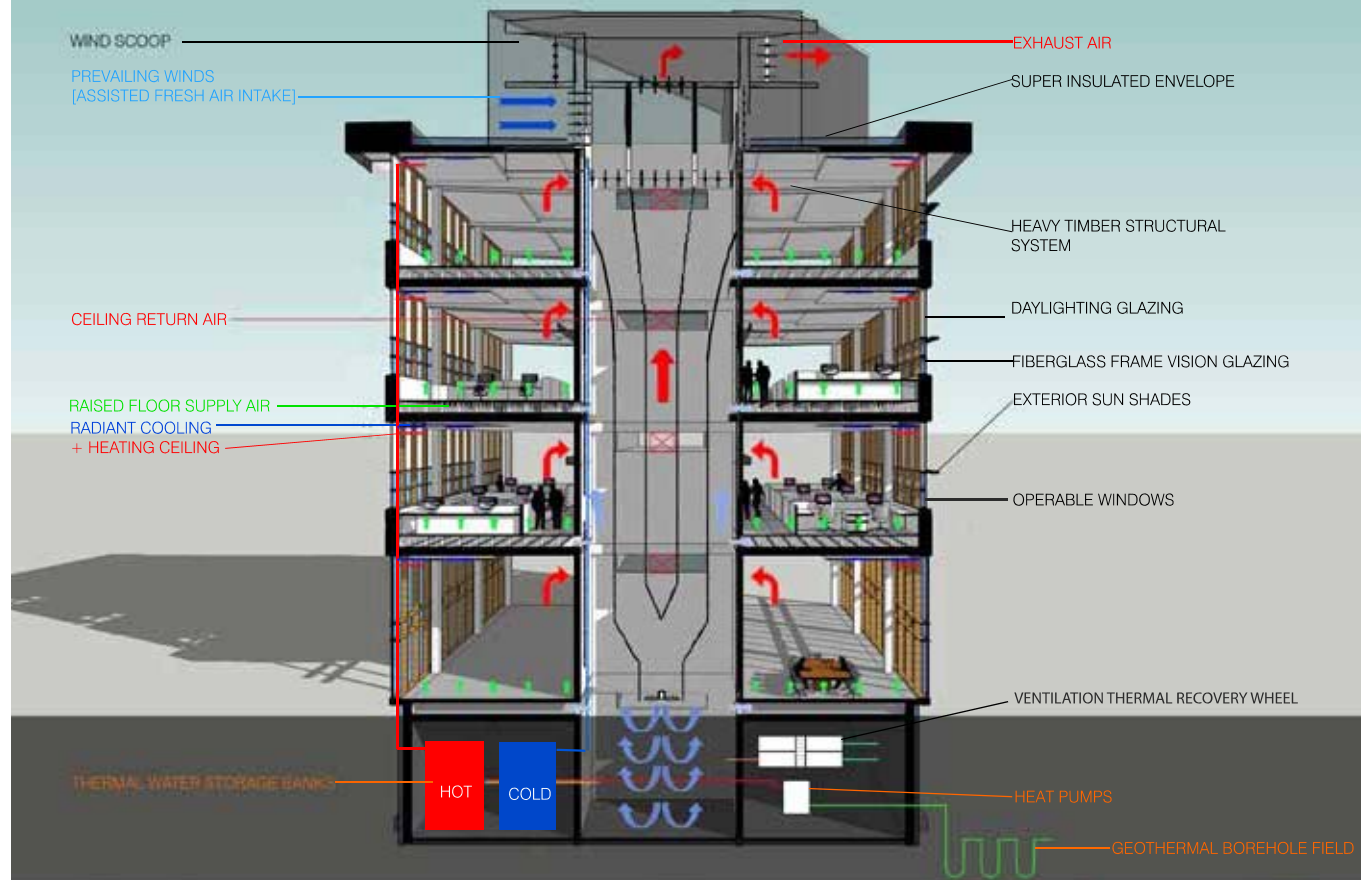 WIND SCOOP
PREVAILING WINDS
[ASSISTED FRESH AIR INTAKE]
CEILING RETURN AIR
RAISED FLOOR SUPPLY AIR
RADIANT COOLING
+ HEATING CEILING
THERMAL WATER STORAGE BANKS
HOT
COLD
EXHAUST AIR
SUPER INSULATED ENVELOPE
HEAVY TIMBER STRUCTURAL
SYSTEM
DAYLIGHTING GLAZING
FIBERGLASS FRAME VISION GLAZING
EXTERIOR SUN SHADES
OPERABLE WINDOWS
VENTILATION THERMAL RECOVERY WHEEL
HEAT PUMPS
GEOTHERMAL BOREHOLE FIELD